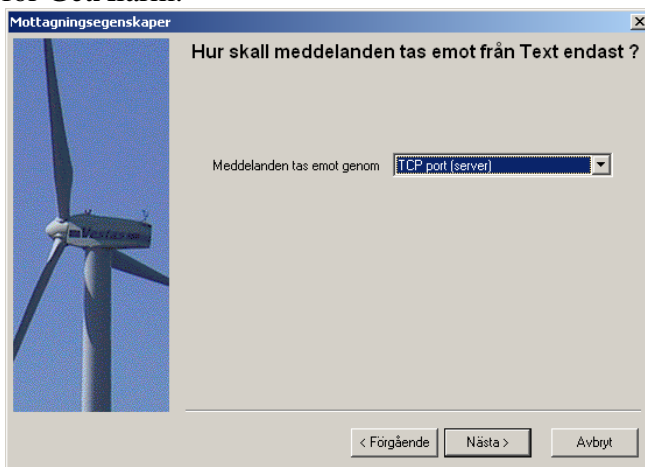 Mottagningsegenskaper
Hur skall meddelanden tas emot från Text endast ?
Meddelanden tas emot genom TCP port (server)
Vestas
< Förgående Nästa > Avbryt